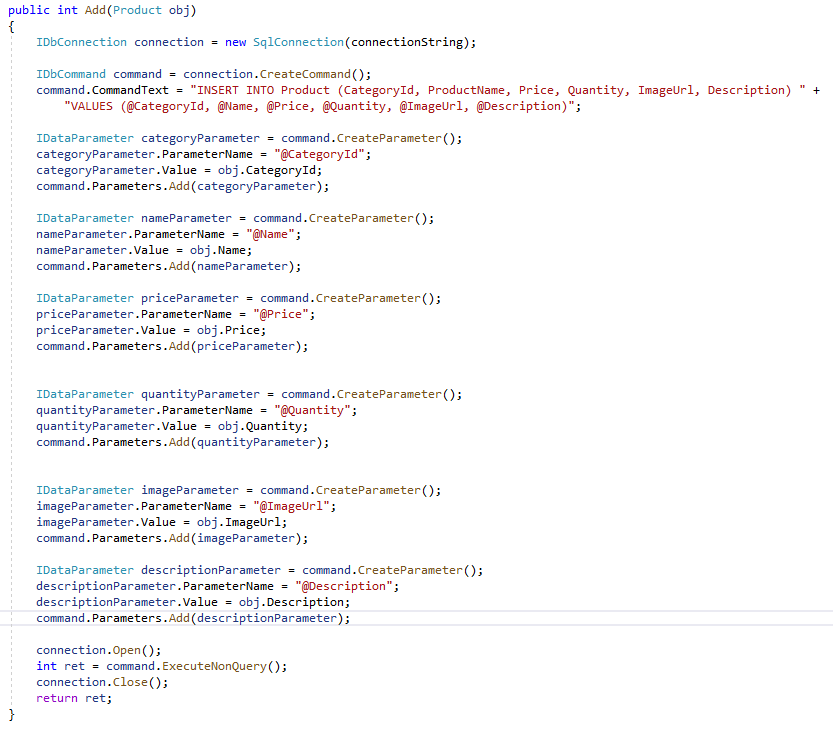 public int Add(Product obj)
{
IDbConnection connection = new SqlConnection(connectionString);
IDbCommand command = connection.CreateCommand();
command.CommandText = "INSERT INTO Product (CategoryId, ProductName, Price, Quantity, ImageUrl, Description) " +
"VALUES (@CategoryId, @Name, @Price, @Quantity, @ImageUrl, @Description)";
IDataParameter categoryParameter = command.CreateParameter();
categoryParameter.ParameterName = "@CategoryId";
categoryParameter.Value = obj.CategoryId;
command.Parameters.Add(categoryParameter);
IDataParameter nameParameter = command.CreateParameter();
nameParameter.ParameterName = "@Name";
nameParameter.Value = obj.Name;
command.Parameters.Add(nameParameter);
IDataParameter priceParameter = command.CreateParameter();
priceParameter.ParameterName = "@Price";
priceParameter.Value = obj.Price;
command.Parameters.Add(priceParameter);
IDataParameter quantityParameter = command.CreateParameter();
quantityParameter.ParameterName = "@Quantity";
quantityParameter.Value = obj.Quantity;
command.Parameters.Add(quantityParameter);
IDataParameter imageParameter = command.CreateParameter();
imageParameter.ParameterName = "@ImageUrl";
imageParameter.Value = obj.ImageUrl;
command.Parameters.Add(imageParameter);
IDataParameter descriptionParameter = command.CreateParameter();
descriptionParameter.ParameterName = "@Description";
descriptionParameter.Value = obj.Description;
command.Parameters.Add(descriptionParameter);
connection.Open();
int ret = command.ExecuteNonQuery();
connection.Close();
return ret;
}